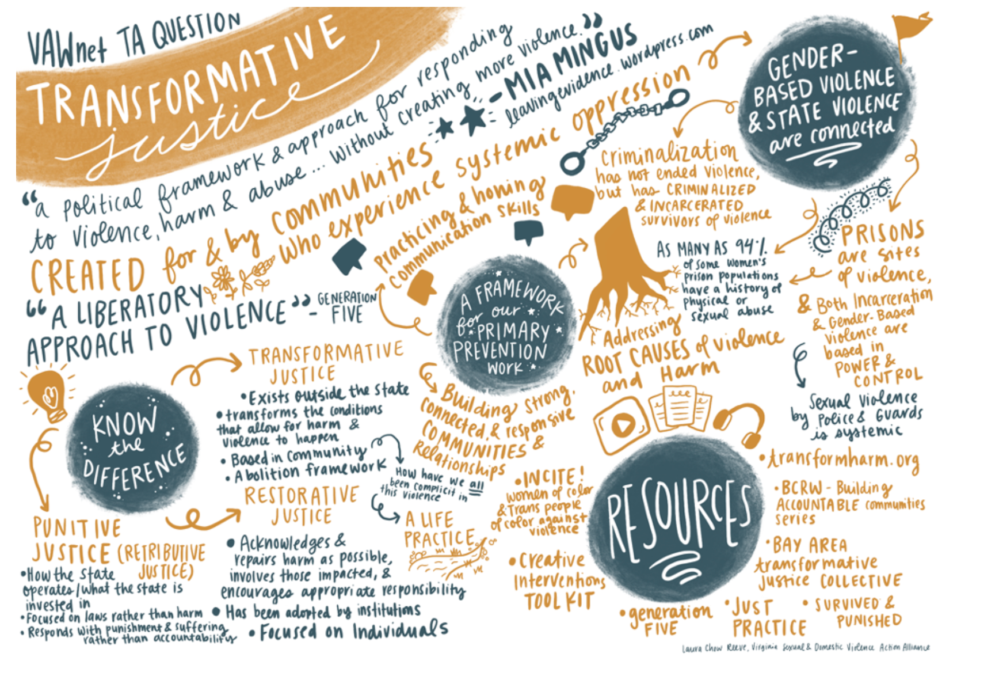 VAWnet TA QUESTION
TRANSFORMATIVE
justice
“a political framework & approach for responding
to violence, harm & abuse ... without creating more violence.”
- MIA MINGUS
leavingevidence.wordpress.com
CREATED for & by communities
who experience systemic oppression
“A LIBERATORY
APPROACH TO VIOLENCE”
- GENERATION
FIVE
KNOW
the
DIFFERENCE
PUNITIVE
JUSTICE (RETRIBUTIVE
JUSTICE)
•How the state
operates/what the state is
invested in
•Focused on laws rather than harm
• Responds with punishment & suffering
rather than accountability
TRANSFORMATIVE
JUSTICE
•Exists outside the state
•transforms the conditions
that allow for harm &
violence to happen
• Based in Community
• Abolition framework
How have we all
been complicit in
this violence
A LIFE
PRACTICE
RESTORATIVE
JUSTICE
• Acknowledges &
repairs harm as possible,
involves those impacted, &
encourages appropriate responsibility
• Has been adopted by institutions
• Focused on Individuals
A FRAMEWORK
for our
PRIMARY
PREVENTION
WORK
Practicing & honing
communication skills
Addressing
ROOT CAUSES of violence
and Harm
Building strong,
connected, & responsive
COMMUNITIES &
Relationships
GENDER-
BASED VIOLENCE
& STATE VIOLENCE
are connected
criminalization
has not ended violence,
but has CRIMINALIZED
& INCARCERATED
survivors of violence
AS MANY AS 94%
of some women's
prison populations
have a history of
physical or
sexual abuse
PRISONS
are sites
of violence,
& Both Incarceration
& Gender-Based
violence are
based in
POWER &
CONTROL
Sexual violence
by Police & Guards
is systemic
RESOURCES
•INCITE!
women of color
& Trans people
of color against
violence
•Creative
Interventions
TOOLKIT
•generation
FIVE
•JUST
PRACTICE
• SURVIVED &
PUNISHED
•transformharm.org
•BCRW - Building
ACCOUNTABLE communities
series
•BAY AREA
transformative
Justice COLLECTIVE
Laura Chow Reeve, Virginia Sexual & Domestic Violence Action Alliance